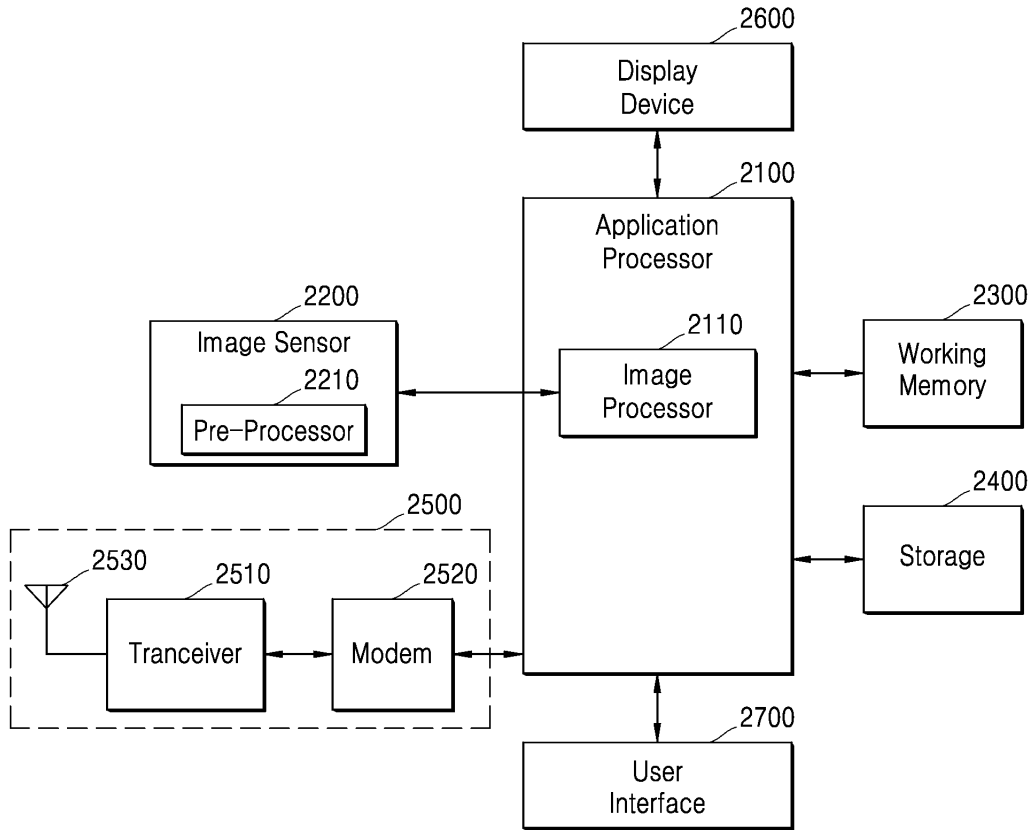 2600
Display
Device
2100
Application
Processor
2200
Image Sensor
2210
Pre-Processor
2110
Image
Processor
2300
Working
Memory
2400
Storage
2500
2530
2510
Tranceiver
2520
Modem
2700
User
Interface